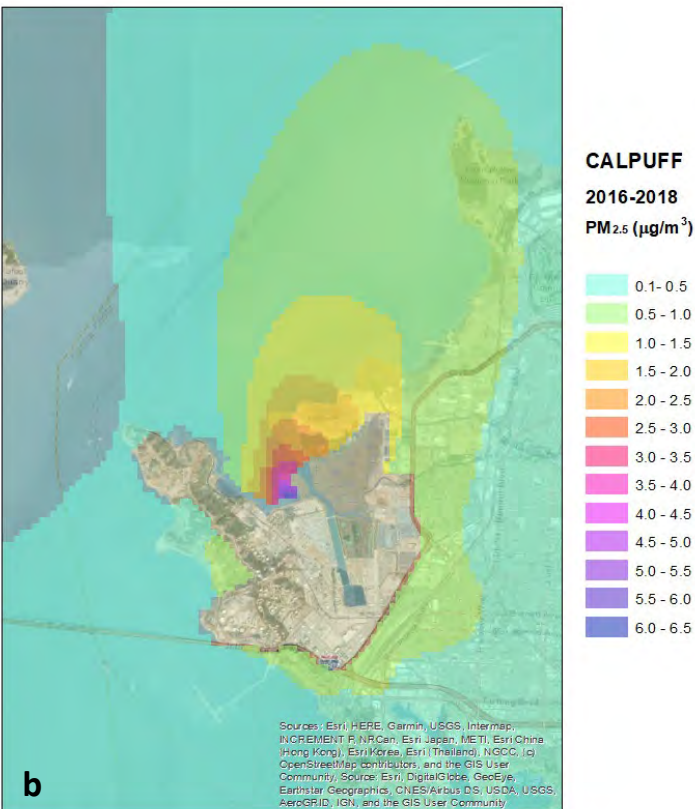 CALPUFF
2016-2018
PM2.5 (µg/m³)
0.1- 0.5
0.5 - 1.0
1.0 - 1.5
1.5 - 2.0
2.0 - 2.5
2.5 - 3.0
3.0 - 3.5
3.5 - 4.0
4.0 - 4.5
4.5 - 5.0
5.0 - 5.5
5.5 - 6.0
6.0 - 6.5
Sources: Esri, HERE, Garmin, USGS, Intermap,
INCREMENT P, NRCan, Esri Japan, METI, Esri China
(Hong Kong), Esri Korea, Esri (Thailand), NGCC, (c)
OpenStreetMap contributors, and the GIS User
Community, Source: Esri, DigitalGlobe, GeoEye,
Earthstar Geographics, CNES/Airbus DS, USDA, USGS,
AeroGRID, IGN, and the GIS User Community
b